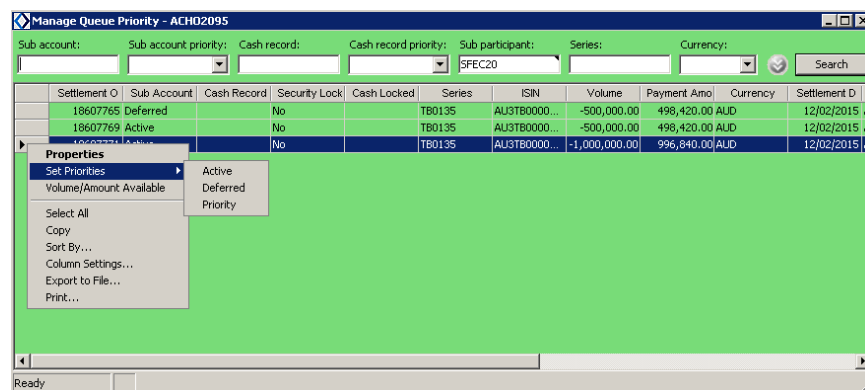 Manage Queue Priority - ACHO2095
Sub account: Sub account priority: Cash record: Cash record priority: Sub participant: Series: Currency:
SFEC20 Search
Settlement O Sub Account Cash Record Security Lock Cash Locked Series ISIN Volume Payment Amo Currency Settlement D
18607765 Deferred No TB0135 AU3TB0000... -500,000.00 498,420.00 AUD 12/02/2015
18607769 Active No TB0135 AU3TB0000... -500,000.00 498,420.00 AUD 12/02/2015
18607771 Active No TB0135 AU3TB0000... -1,000,000.00 996,840.00 AUD 12/02/2015
Properties
Set Priorities Active
Volume/Amount Available Deferred
Priority
Select All
Copy
Sort By...
Column Settings...
Export to File...
Print...
Ready